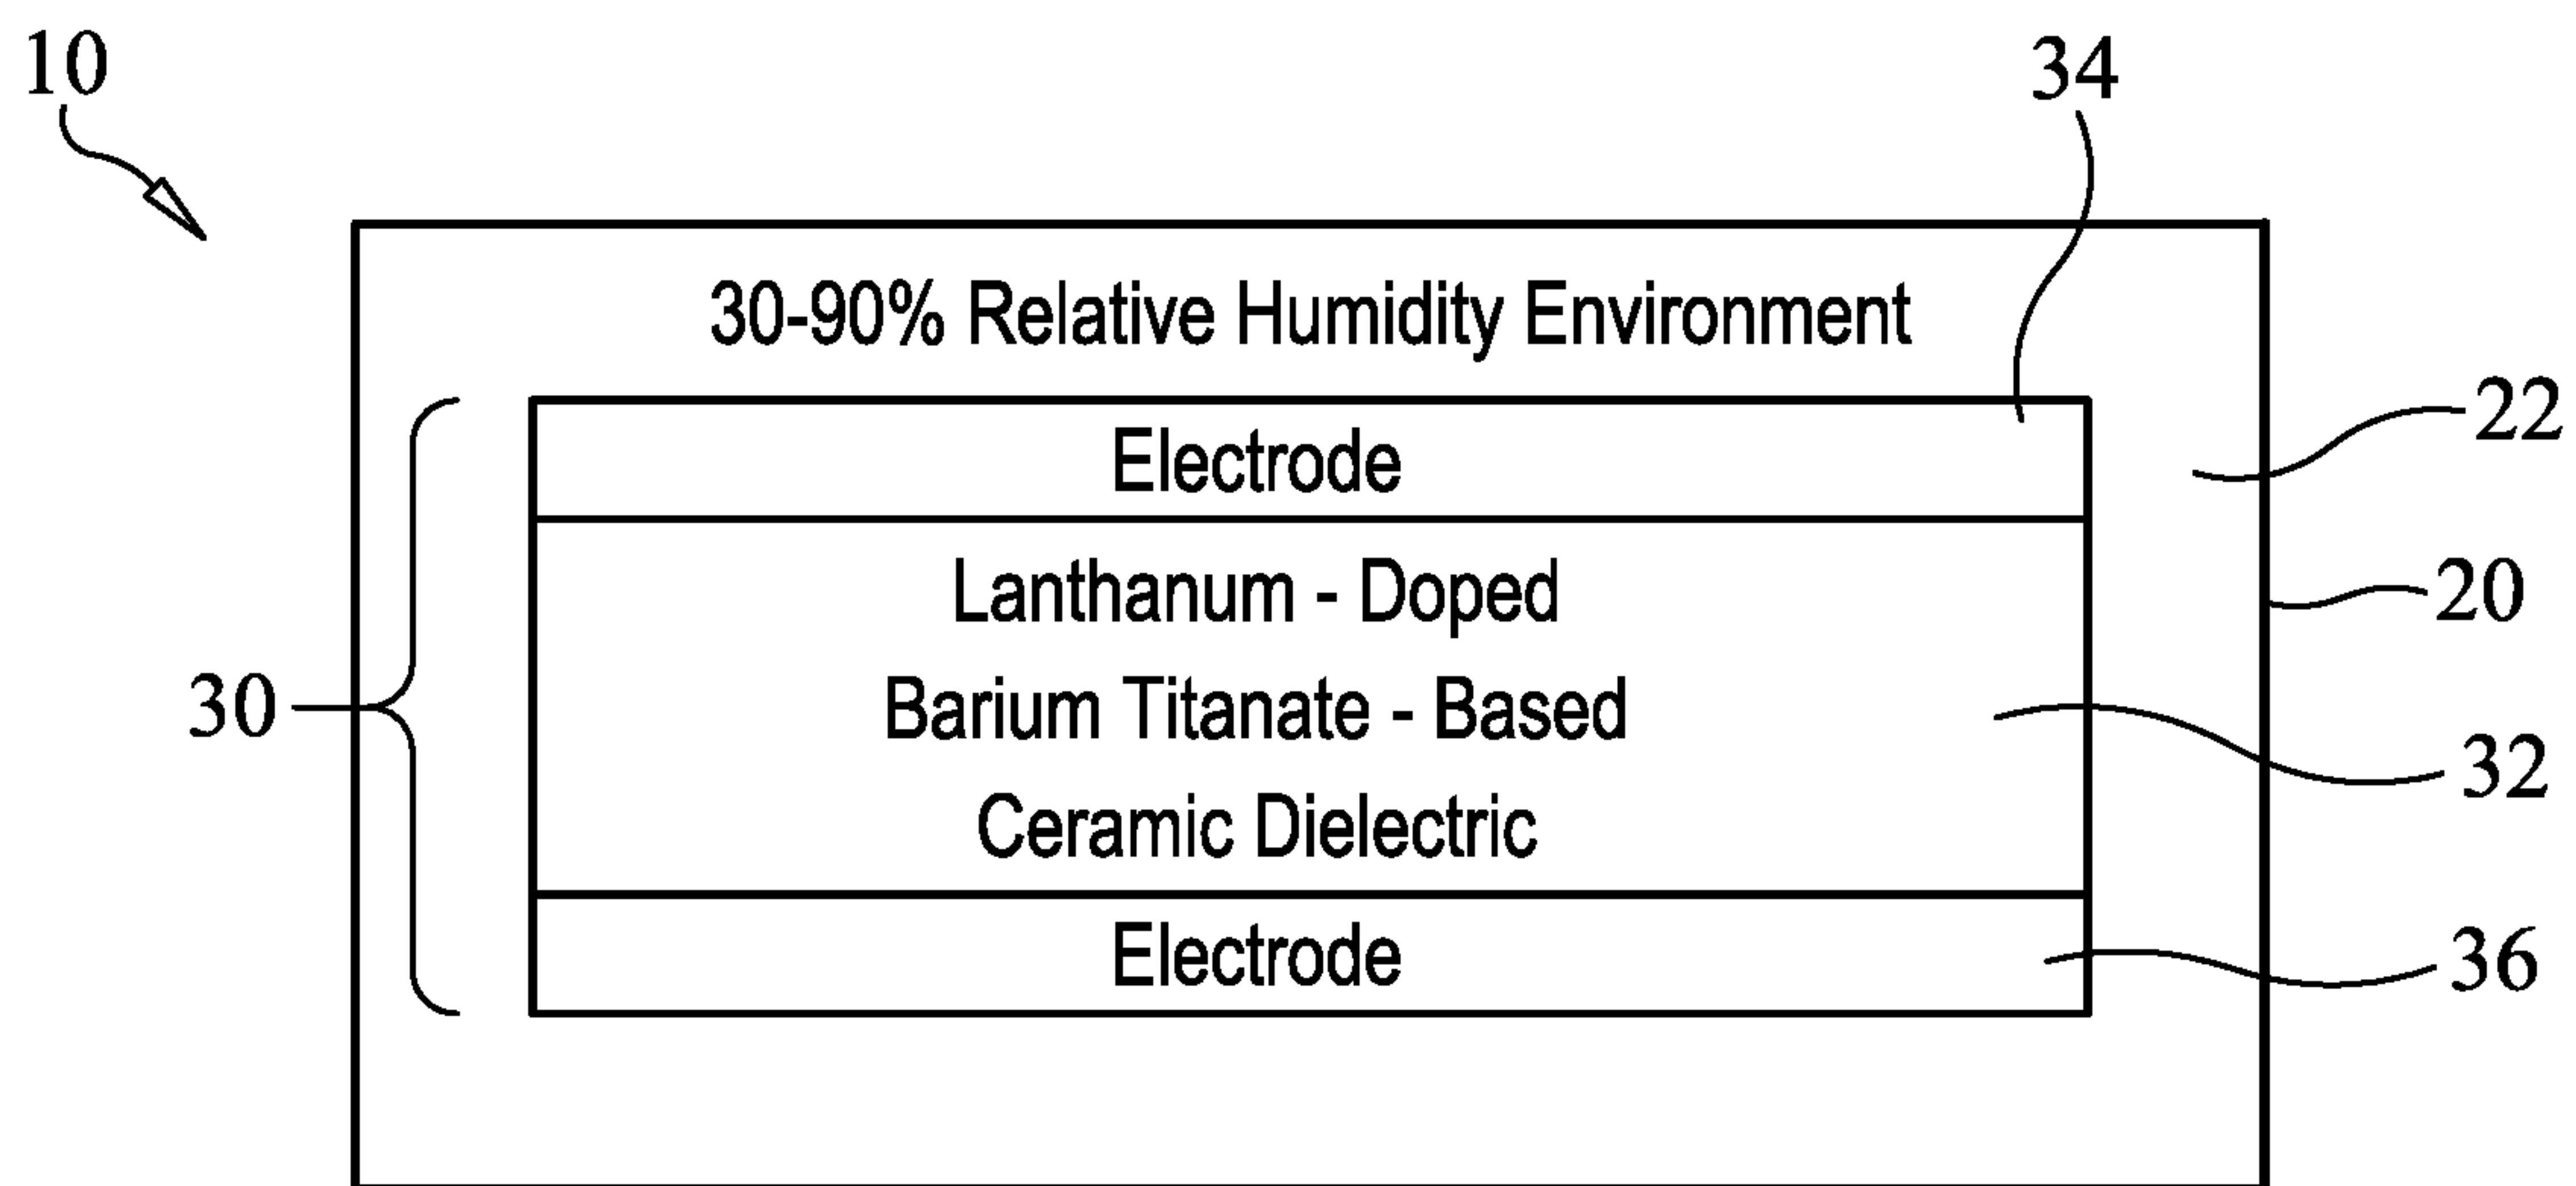 10
34
30-90% Relative Humidity Environment
22
Electrode
Lanthanum - Doped
20
Barium Titanate - Based
30
32
Ceramic Dielectric
Electrode
36